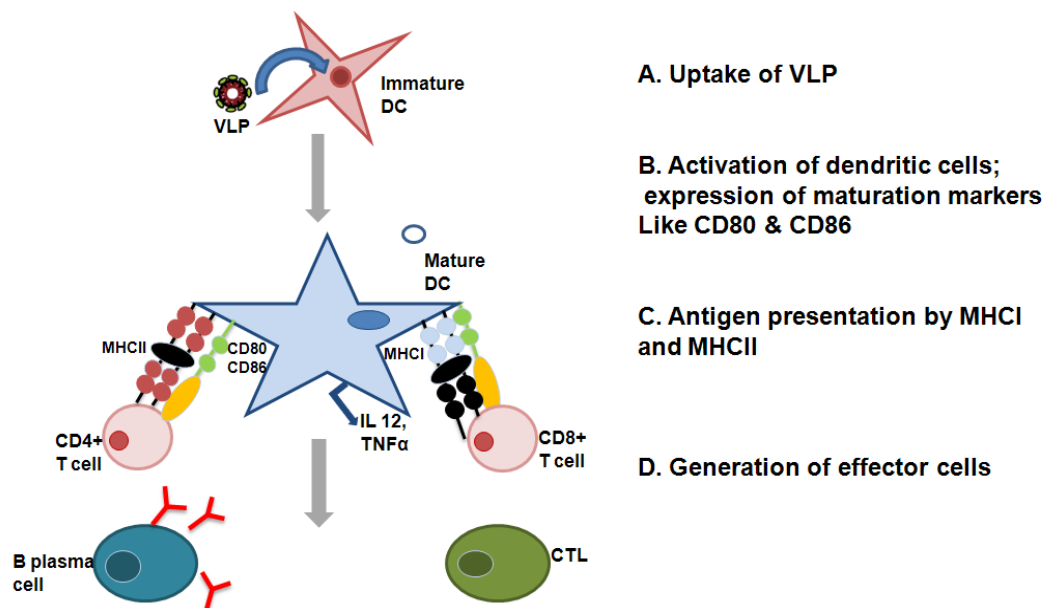 Immature
DC
VLP
A. Uptake of VLP
B. Activation of dendritic cells;
expression of maturation markers
Like CD80 & CD86
Mature
DC
MHCII
CD80
CD86
MHCI
C. Antigen presentation by MHCI
and MHCII
IL 12,
TNFα
CD4+
T cell
CD8+
T cell
D. Generation of effector cells
B plasma
cell
CTL